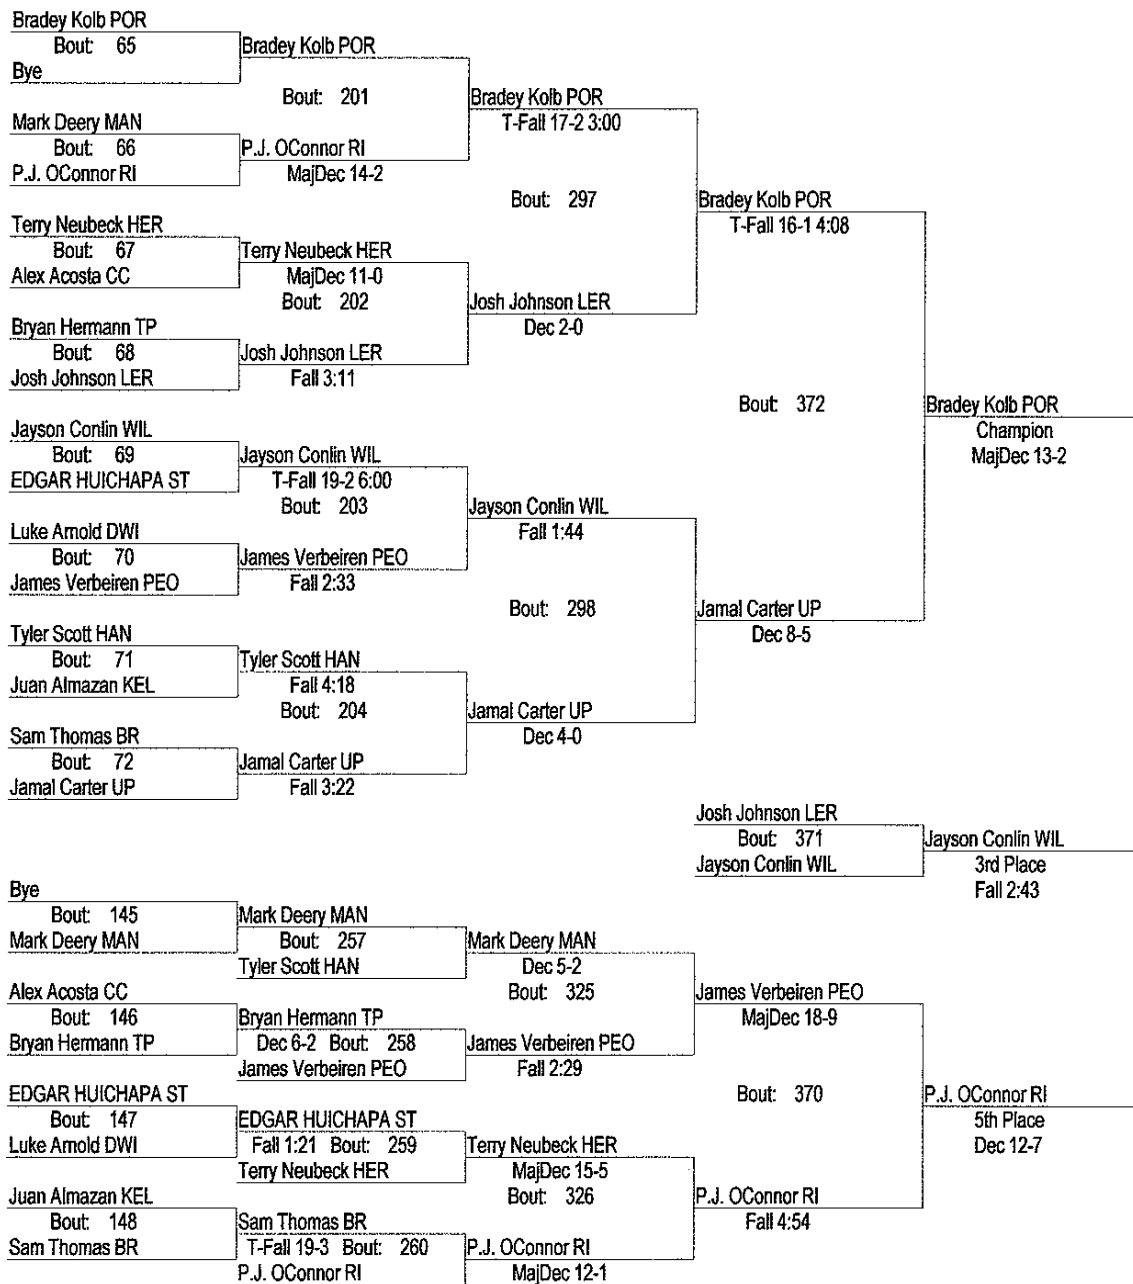 Bradey Kolb POR
Bout: 65
Bradey Kolb POR
Bye
Bout: 201
Bradey Kolb POR
Mark Deery MAN
T-Fall 17-2 3:00
Bout: 66
P.J. OConnor RI
P.J. OConnor RI
MajDec 14-2
Bout: 297
Bradey Kolb POR
Terry Neubeck HER
T-Fall 16-1 4:08
Bout: 67
Terry Neubeck HER
Alex Acosta CC
MajDec 11-0
Bout: 202
Josh Johnson LER
Bryan Hermann TP
Dec 2-0
Bout: 68
Josh Johnson LER
Josh Johnson LER
Fall 3:11
Bout: 372
Bradey Kolb POR
Jayson Conlin WIL
Champion
Bout: 69
Jayson Conlin WIL
MajDec 13-2
EDGAR HUICHAPA ST
T-Fall 19-2 6:00
Bout: 203
Jayson Conlin WIL
Luke Arnold DWI
Fall 1:44
Bout: 70
James Verbeiren PEO
James Verbeiren PEO
Fall 2:33
Bout: 298
Jamal Carter UP
Tyler Scott HAN
Dec 8-5
Bout: 71
Tyler Scott HAN
Juan Almazan KEL
Fall 4:18
Bout: 204
Jamal Carter UP
Sam Thomas BR
Dec 4-0
Bout: 72
Jamal Carter UP
Jamal Carter UP
Fall 3:22
Josh Johnson LER
Bout: 371
Jayson Conlin WIL
Jayson Conlin WIL
3rd Place
Fall 2:43
Bye
Bout: 145
Mark Deery MAN
Mark Deery MAN
Bout: 257
Mark Deery MAN
Tyler Scott HAN
Dec 5-2
Alex Acosta CC
Bout: 325
James Verbeiren PEO
Bout: 146
Bryan Hermann TP
MajDec 18-9
Bryan Hermann TP
Dec 6-2 Bout: 258
James Verbeiren PEO
James Verbeiren PEO
Fall 2:29
EDGAR HUICHAPA ST
Bout: 370
P.J. OConnor RI
Bout: 147
EDGAR HUICHAPA ST
5th Place
Luke Arnold DWI
Fall 1:21 Bout: 259
Terry Neubeck HER
Dec 12-7
Terry Neubeck HER
MajDec 15-5
Juan Almazan KEL
Bout: 326
P.J. OConnor RI
Bout: 148
Sam Thomas BR
Fall 4:54
Sam Thomas BR
T-Fall 19-3 Bout: 260
P.J. OConnor RI
P.J. OConnor RI
MajDec 12-1